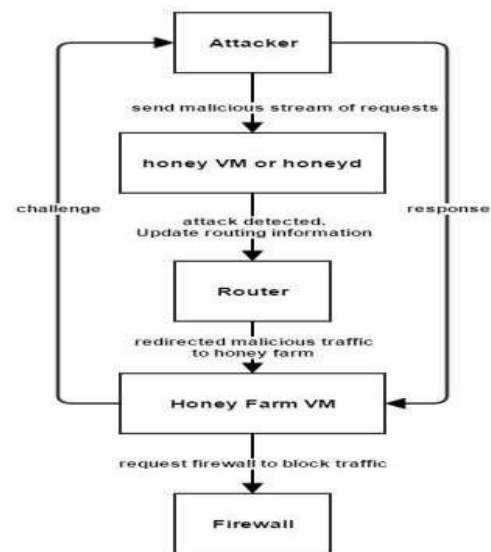 Attacker
send malicious stream of requests
honey VM or honeyd
challenge
response
attack detected.
Update routing information
Router
redirected malicious traffic
to honey farm
Honey Farm VM
request firewall to block traffic
Firewall